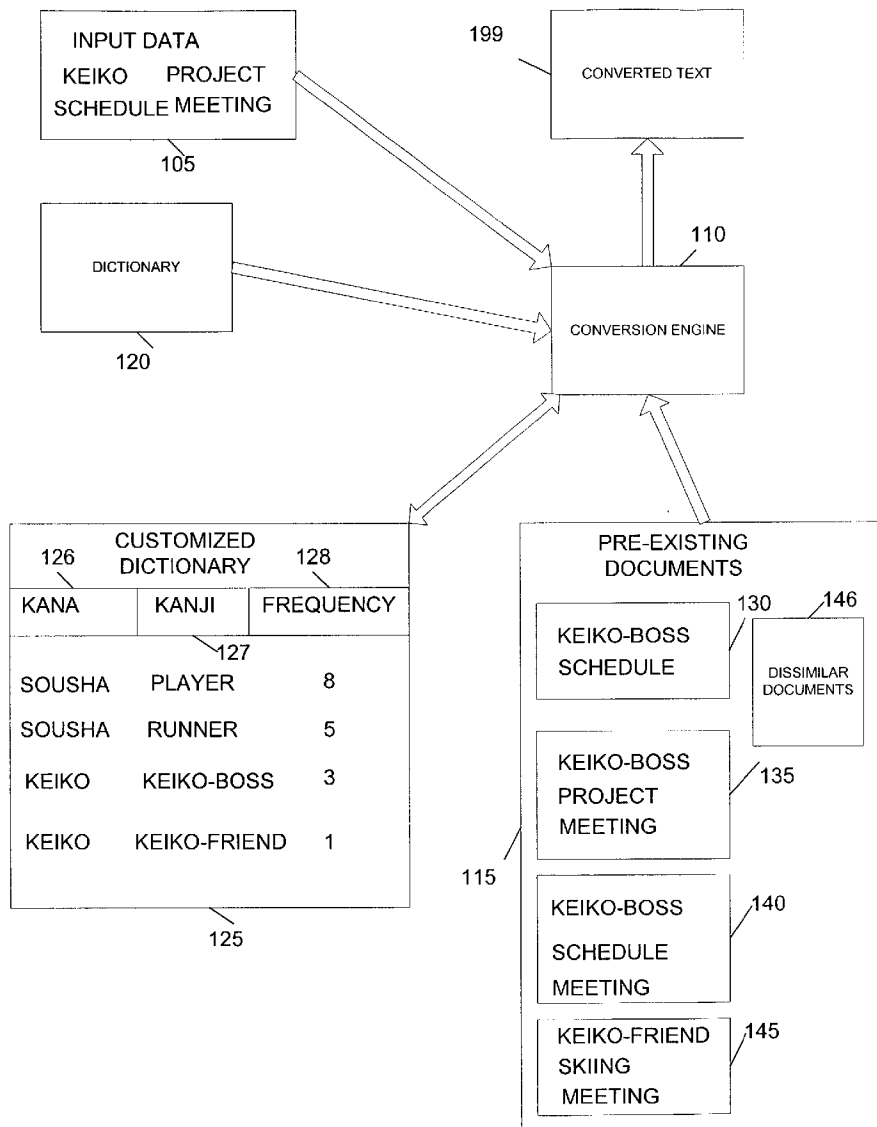 INPUT DATA
KEIKO PROJECT
SCHEDULE MEETING
105
199
CONVERTED TEXT
DICTIONARY
120
110
CONVERSION ENGINE
CUSTOMIZED
DICTIONARY
126
128
KANA KANJI FREQUENCY
127
SOUSHA PLAYER 8
SOUSHA RUNNER 5
KEIKO KEIKO-BOSS 3
KEIKO KEIKO-FRIEND 1
125
PRE-EXISTING
DOCUMENTS
115
KEIKO-BOSS
SCHEDULE
130
146
DISSIMILAR
DOCUMENTS
KEIKO-BOSS
PROJECT
MEETING
135
KEIKO-BOSS
SCHEDULE
MEETING
140
KEIKO-FRIEND
SKIING
MEETING
145